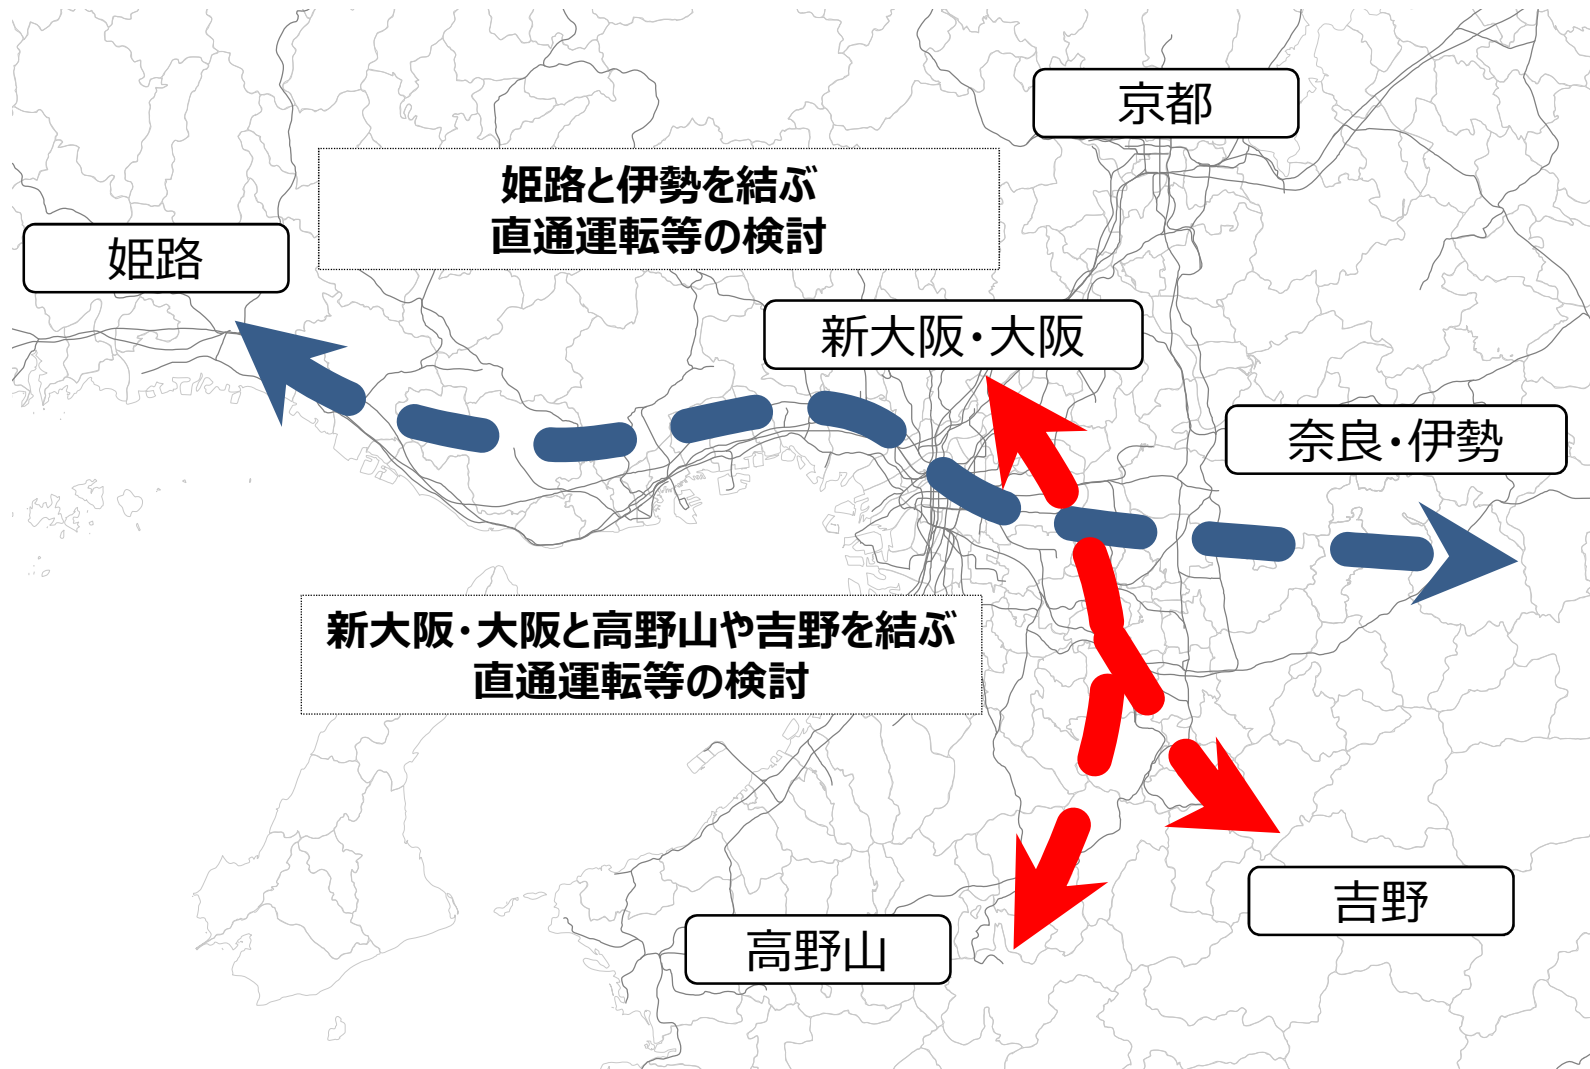 京都
姫路と伊勢を結ぶ
直通運転等の検討
姫路
新大阪・大阪
奈良・伊勢
新大阪・大阪と高野山や吉野を結ぶ
直通運転等の検討
吉野
高野山